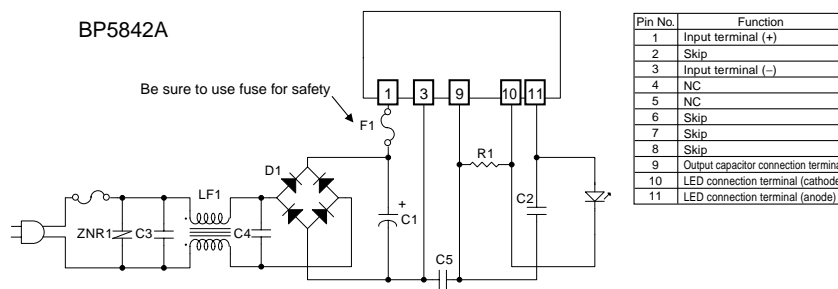 BP5842A
Be sure to use fuse for safety
1 3 9 10 11
F1
D1
R1
LF1
+
C1
C2
ZNR1
C3
C4
C5
Pin No. Function
1 Input terminal (+)
2 Skip
3 Input terminal (−)
4 NC
5 NC
6 Skip
7 Skip
8 Skip
9 Output capacitor connection termina
10 LED connection terminal (cathode
11 LED connection terminal (anode)